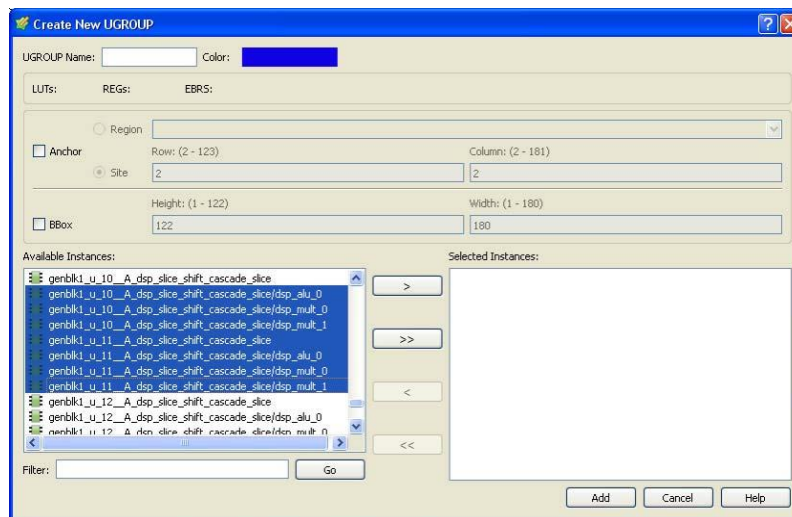 Create New UGROUP
UGROUP Name: Color:
LUTs: REGs: EBRS:
Region
Anchor Row: (2 - 123) Column: (2 - 181)
Site 2 2
Height: (1 - 122) Width: (1 - 180)
BBox 122 180
Available Instances: Selected Instances:
genblk1_u_10__A_dsp_slice_shift_cascade_slice
genblk1_u_10__A_dsp_slice_shift_cascade_slice/dsp_alu_0
genblk1_u_10__A_dsp_slice_shift_cascade_slice/dsp_mult_0
genblk1_u_10__A_dsp_slice_shift_cascade_slice/dsp_mult_1
genblk1_u_11__A_dsp_slice_shift_cascade_slice
genblk1_u_11__A_dsp_slice_shift_cascade_slice/dsp_alu_0
genblk1_u_11__A_dsp_slice_shift_cascade_slice/dsp_mult_0
genblk1_u_11__A_dsp_slice_shift_cascade_slice/dsp_mult_1
genblk1_u_12__A_dsp_slice_shift_cascade_slice
genblk1_u_12__A_dsp_slice_shift_cascade_slice/dsp_alu_0
genblk1_u_12__A_dsp_slice_shift_cascade_slice/dsp_mult_0
>
>>
<
<<
Filter: Go
Add Cancel Help